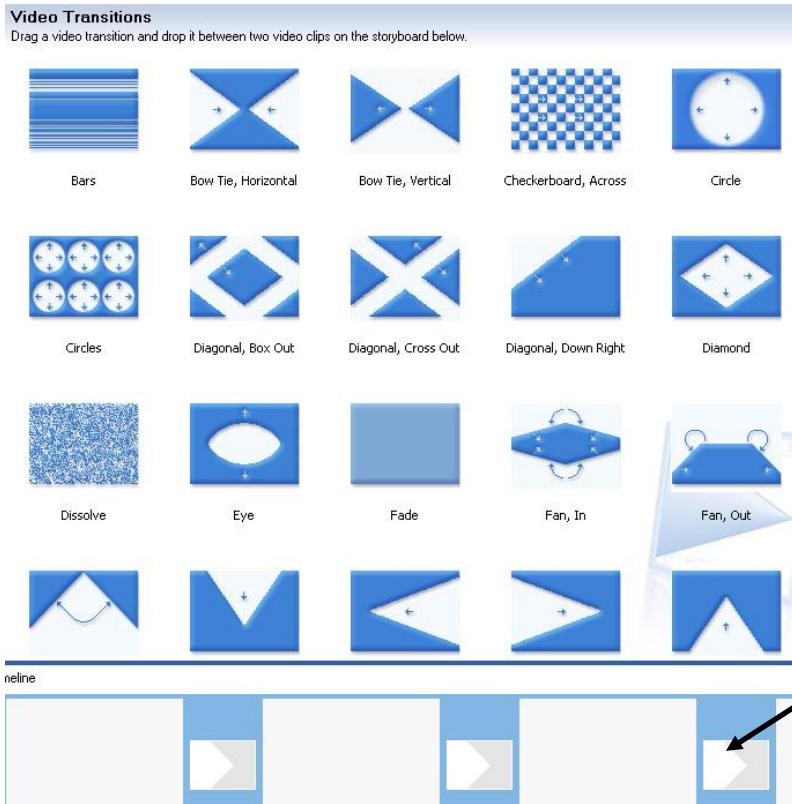 Video Transitions
Drag a video transition and drop it between two video clips on the storyboard below.
Bars
Bow Tie, Horizontal
Bow Tie, Vertical
Checkerboard, Across
Circle
Circles
Diagonal, Box Out
Diagonal, Cross Out
Diagonal, Down Right
Diamond
Dissolve
Eye
Fade
Fan, In
Fan, Out
neline